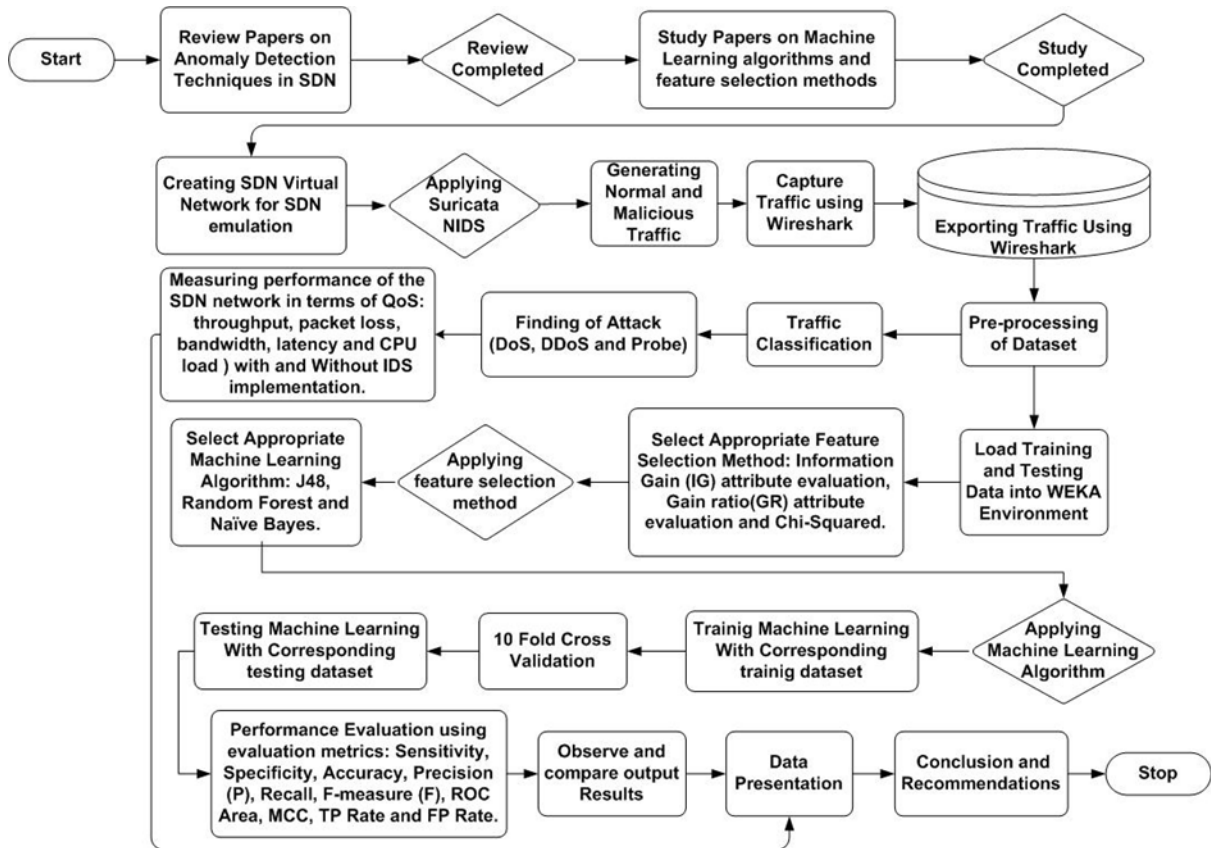 Start
Review Papers on
Anomaly Detection
Techniques in SDN
Review
Completed
Study Papers on Machine
Learning algorithms and
feature selection methods
Study
Completed
Creating SDN Virtual
Network for SDN
emulation
Applying
Suricata
NIDS
Generating
Normal and
Malicious
Traffic
Capture
Traffic using
Wireshark
Exporting Traffic Using
Wireshark
Measuring performance of the
SDN network in terms of QoS:
throughput, packet loss,
bandwidth, latency and CPU
load ) with and Without IDS
implementation.
Finding of Attack
(DoS, DDoS and Probe)
Traffic
Classification
Pre-processing
of Dataset
Select Appropriate
Machine Learning
Algorithm: J48,
Random Forest and
Naïve Bayes.
Applying
feature selection
method
Select Appropriate Feature
Selection Method: Information
Gain (IG) attribute evaluation,
Gain ratio(GR) attribute
evaluation and Chi-Squared.
Load Training
and Testing
Data into WEKA
Environment
Testing Machine Learning
With Corresponding
testing dataset
10 Fold Cross
Validation
Trainig Machine Learning
With Corresponding
trainig dataset
Applying
Machine Learning
Algorithm
Performance Evaluation using
evaluation metrics: Sensitivity,
Specificity, Accuracy, Precision
(P), Recall, F-measure (F), ROC
Area, MCC, TP Rate and FP Rate.
Observe and
compare output
Results
Data
Presentation
Conclusion and
Recommendations
Stop